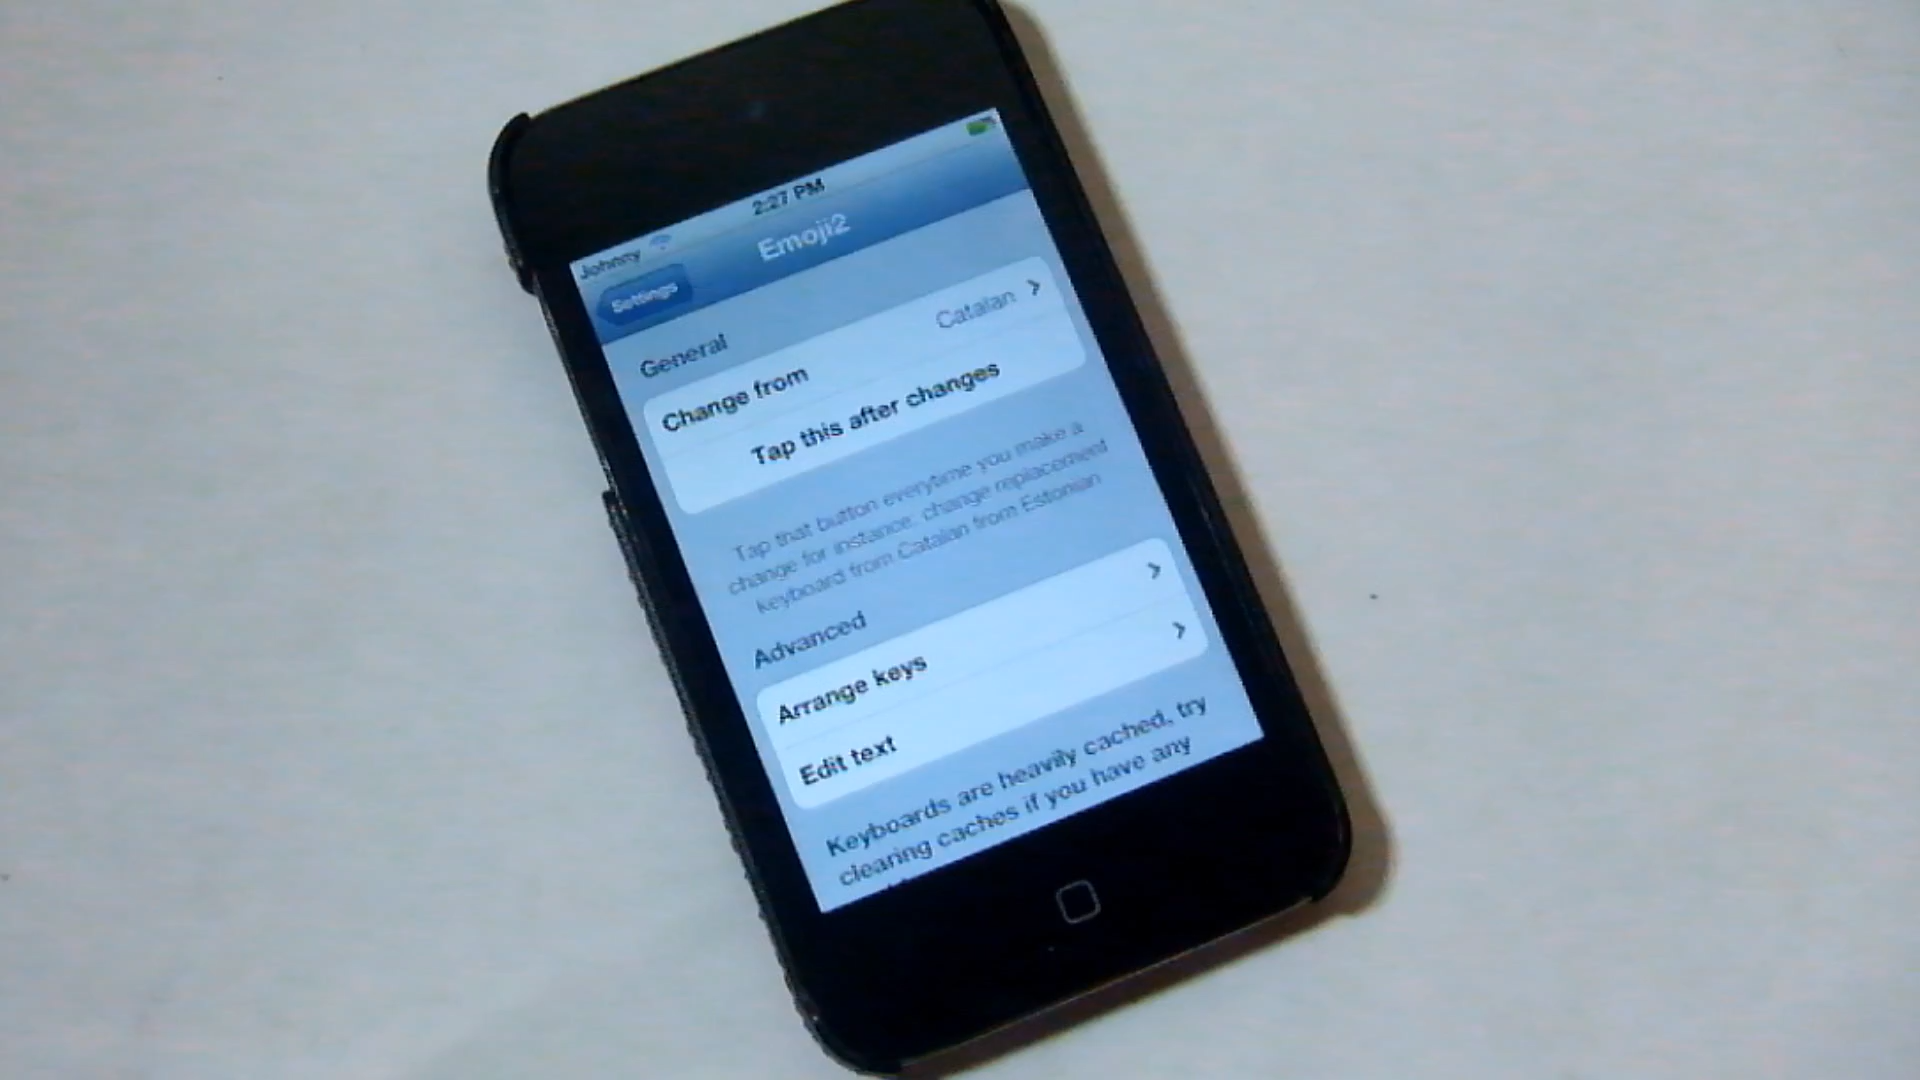 Johnny
2:27 PM
Settings
Emoji2
General
Change from
Catalan
Tap this after changes
Tap that button everytime you make a
change for instance: change replacement
keyboard from Catalan from Estonian
Advanced
Arrange keys
Edit text
Keyboards are heavily cached, try
clearing caches if you have any